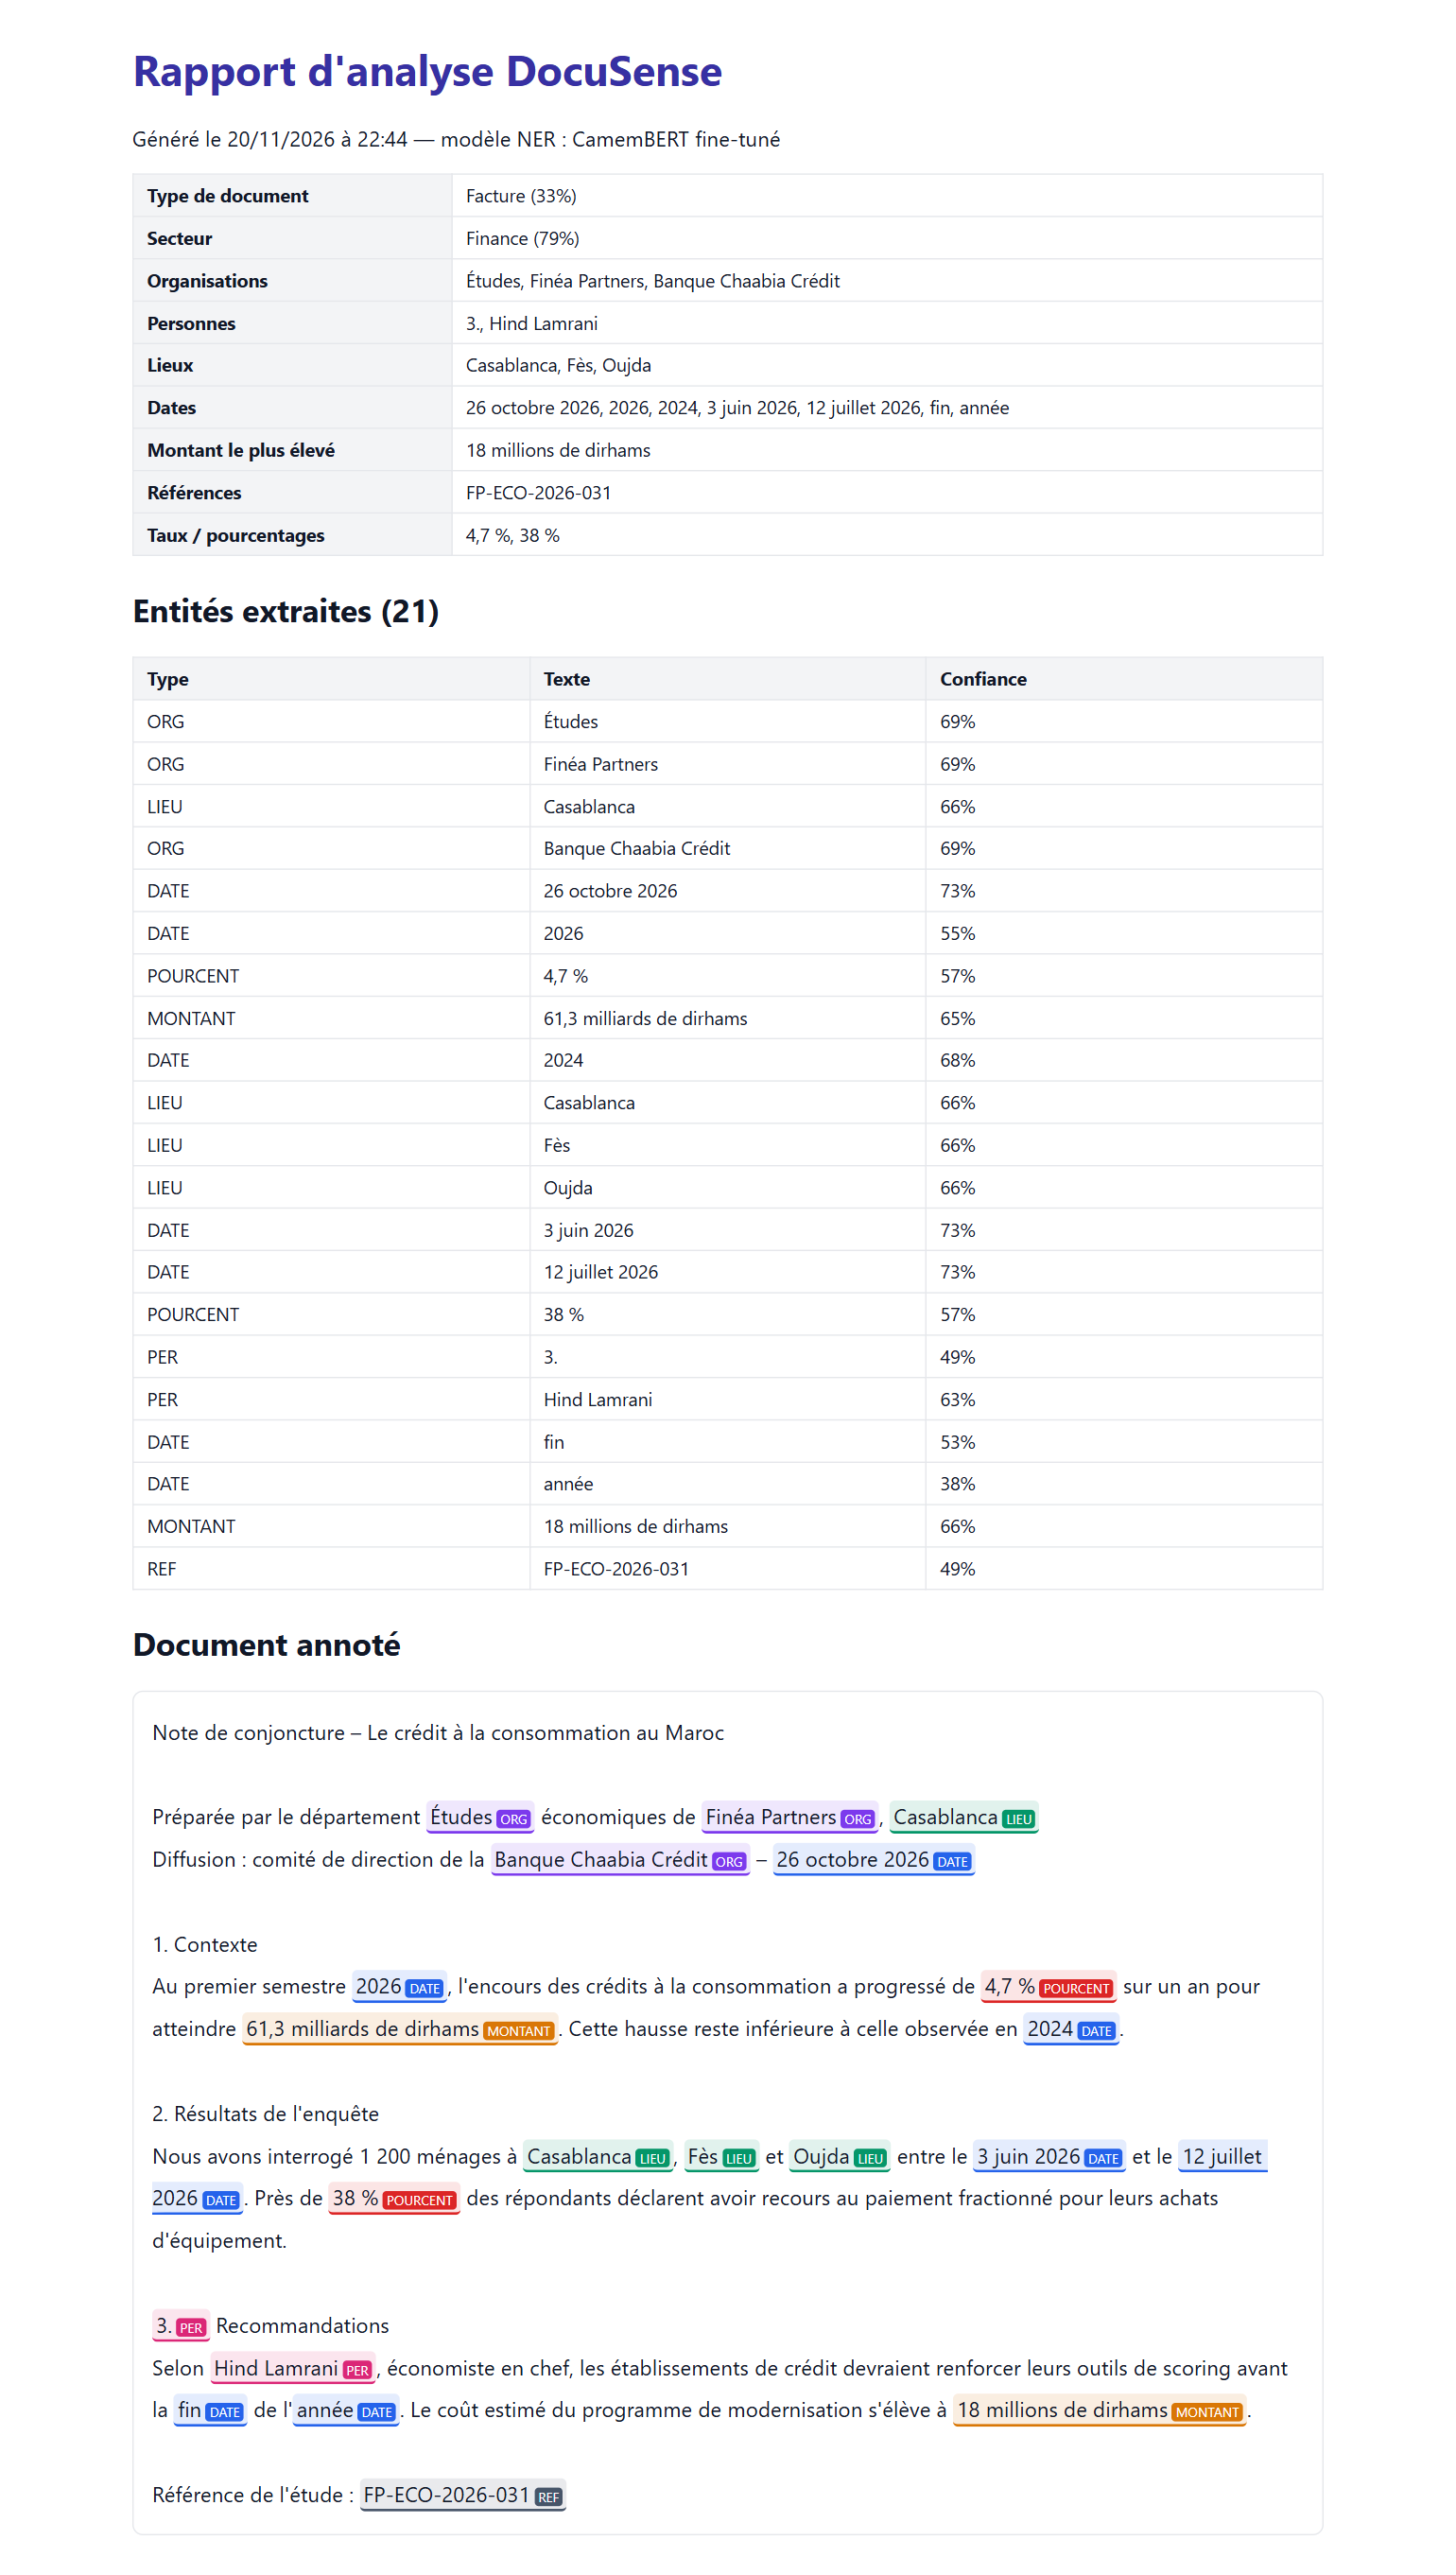 Rapport d'analyse DocuSense
Généré le 20/11/2026 à 22:44 — modèle NER : CamemBERT fine-tuné
Type de document Facture (33%)
Secteur Finance (79%)
Organisations Études, Finéa Partners, Banque Chaabia Crédit
Personnes 3., Hind Lamrani
Lieux Casablanca, Fès, Oujda
Dates 26 octobre 2026, 2026, 2024, 3 juin 2026, 12 juillet 2026, fin, année
Montant le plus élevé 18 millions de dirhams
Références FP-ECO-2026-031
Taux / pourcentages 4,7 %, 38 %
Entités extraites (21)
Type Texte Confiance
ORG Études 69%
ORG Finéa Partners 69%
LIEU Casablanca 66%
ORG Banque Chaabia Crédit 69%
DATE 26 octobre 2026 73%
DATE 2026 55%
POURCENT 4,7 % 57%
MONTANT 61,3 milliards de dirhams 65%
DATE 2024 68%
LIEU Casablanca 66%
LIEU Fès 66%
LIEU Oujda 66%
DATE 3 juin 2026 73%
DATE 12 juillet 2026 73%
POURCENT 38 % 57%
PER 3. 49%
PER Hind Lamrani 63%
DATE fin 53%
DATE année 38%
MONTANT 18 millions de dirhams 66%
REF FP-ECO-2026-031 49%
Document annoté
Note de conjoncture – Le crédit à la consommation au Maroc
Préparée par le département Études ORG économiques de Finéa Partners ORG, Casablanca LIEU
Diffusion : comité de direction de la Banque Chaabia Crédit ORG – 26 octobre 2026 DATE
1. Contexte
Au premier semestre 2026 DATE, l'encours des crédits à la consommation a progressé de 4,7 % POURCENT sur un an pour
atteindre 61,3 milliards de dirhams MONTANT. Cette hausse reste inférieure à celle observée en 2024 DATE.
2. Résultats de l'enquête
Nous avons interrogé 1 200 ménages à Casablanca LIEU, Fès LIEU et Oujda LIEU entre le 3 juin 2026 DATE et le 12 juillet
2026 DATE. Près de 38 % POURCENT des répondants déclarent avoir recours au paiement fractionné pour leurs achats
d'équipement.
3. PER Recommandations
Selon Hind Lamrani PER, économiste en chef, les établissements de crédit devraient renforcer leurs outils de scoring avant
la fin DATE de l'année DATE. Le coût estimé du programme de modernisation s'élève à 18 millions de dirhams MONTANT.
Référence de l'étude : FP-ECO-2026-031 REF